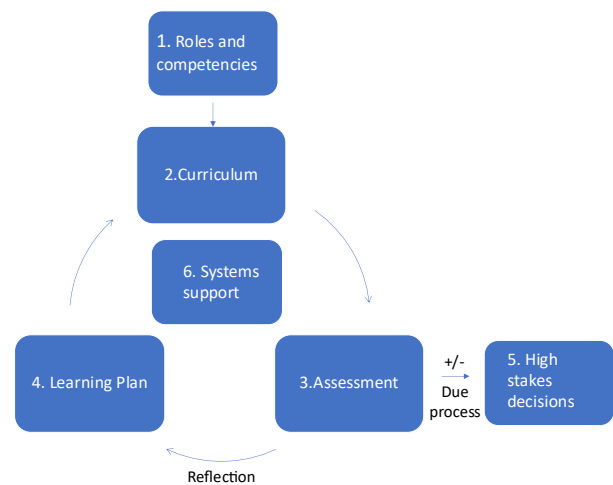 1. Roles and
competencies
2.Curriculum
6. Systems
support
4. Learning Plan
3.Assessment
+/-
Due
process
5. High
stakes
decisions
Reflection